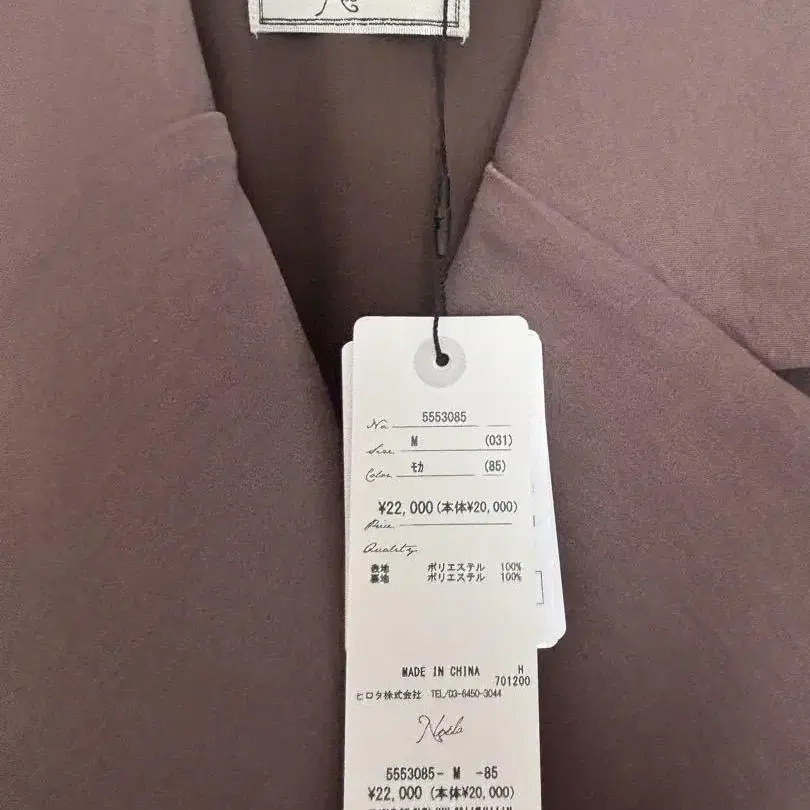 No. 5553085
Size M (031)
Color モカ (85)
¥22,000(本体¥20,000)
Price
Quality
表地 ポリエステル 100%
裏地 ポリエステル 100%
MADE IN CHINA H
701200
ヒロタ株式会社 TEL/03-6450-3044
Noela
5553085- M -85
¥22,000(本体¥20,000)